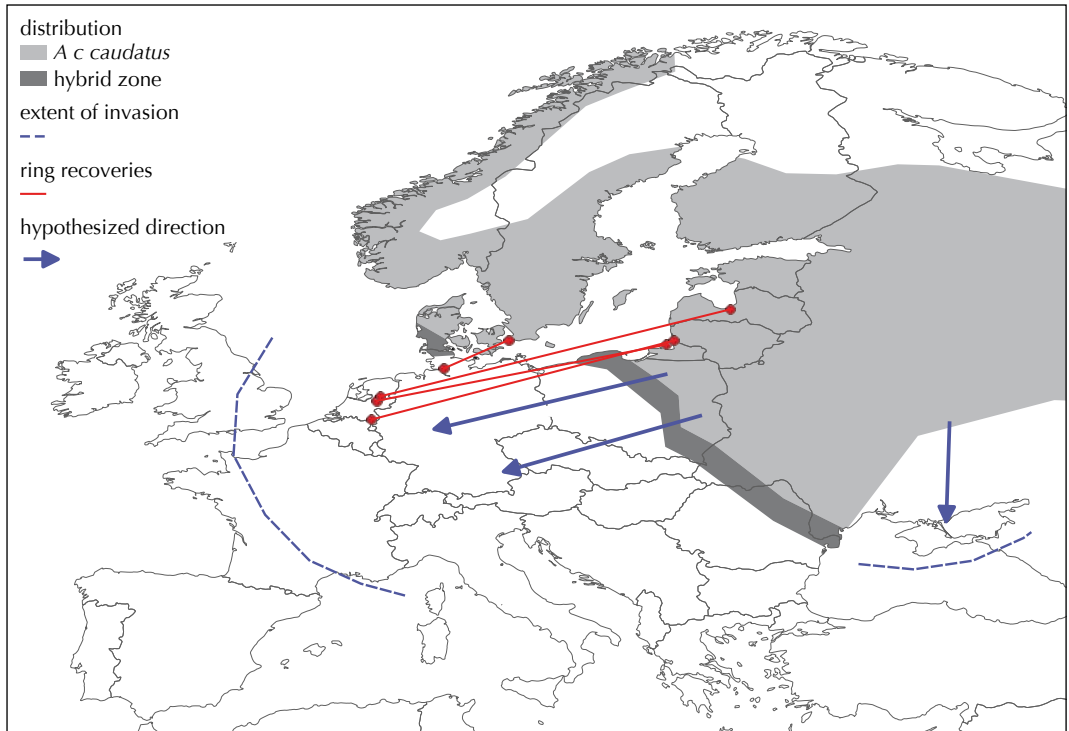 distribution
A c caudatus
hybrid zone
extent of invasion
ring recoveries
hypothesized direction